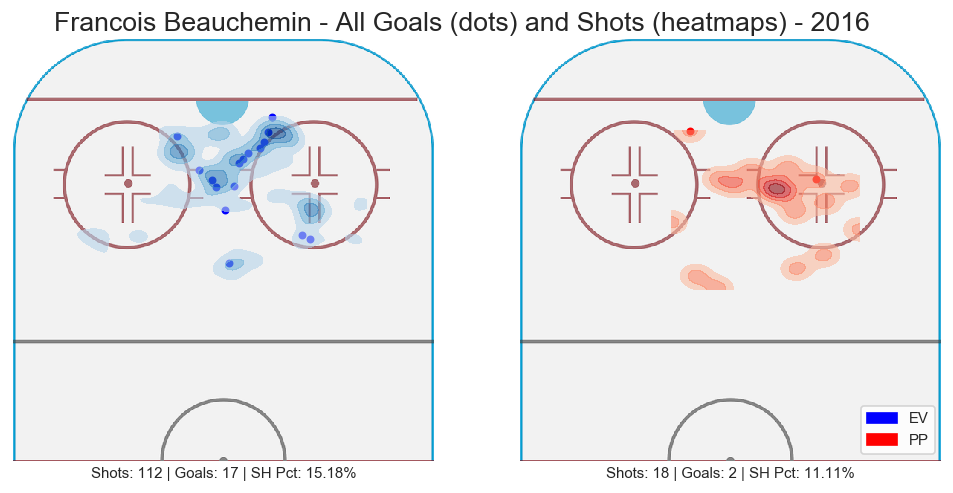 Francois Beauchemin - All Goals (dots) and Shots (heatmaps) - 2016
EV
PP
Shots: 112 | Goals: 17 | SH Pct: 15.18%
Shots: 18 | Goals: 2 | SH Pct: 11.11%